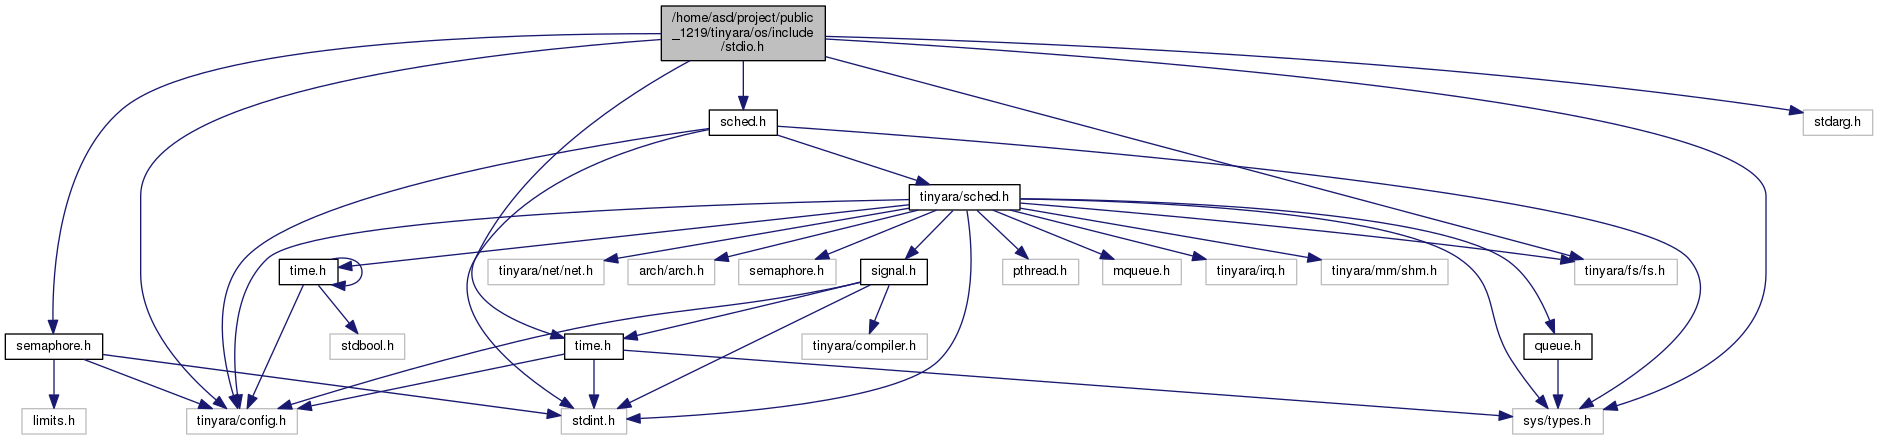 /home/asd/project/public
_1219/tinyara/os/include
/stdio.h
sched.h
stdarg.h
tinyara/sched.h
time.h
tinyara/net/net.h
arch/arch.h
semaphore.h
signal.h
pthread.h
mqueue.h
tinyara/irq.h
tinyara/mm/shm.h
tinyara/fs/fs.h
semaphore.h
stdbool.h
time.h
tinyara/compiler.h
queue.h
limits.h
tinyara/config.h
stdint.h
sys/types.h